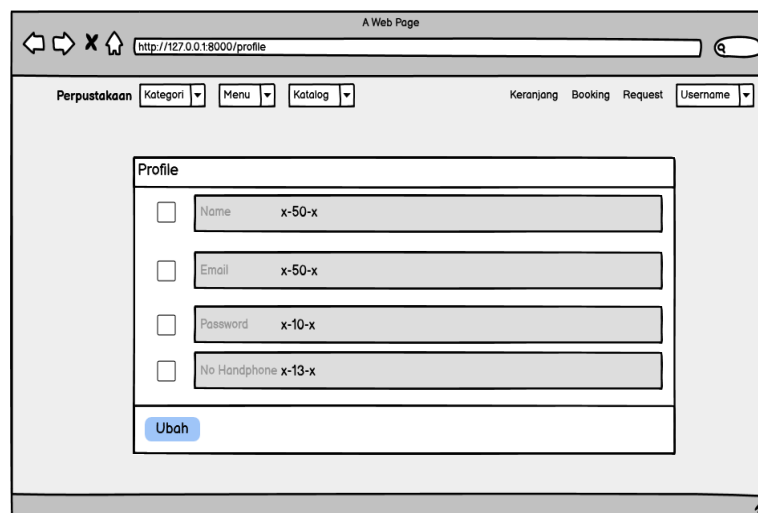 A Web Page
http://127.0.0.1:8000/profile
Perpustakaan Kategori Menu Katalog Keranjang Booking Request Username
Profile
Name x-50-x
Email x-50-x
Password x-10-x
No Handphone x-13-x
Ubah